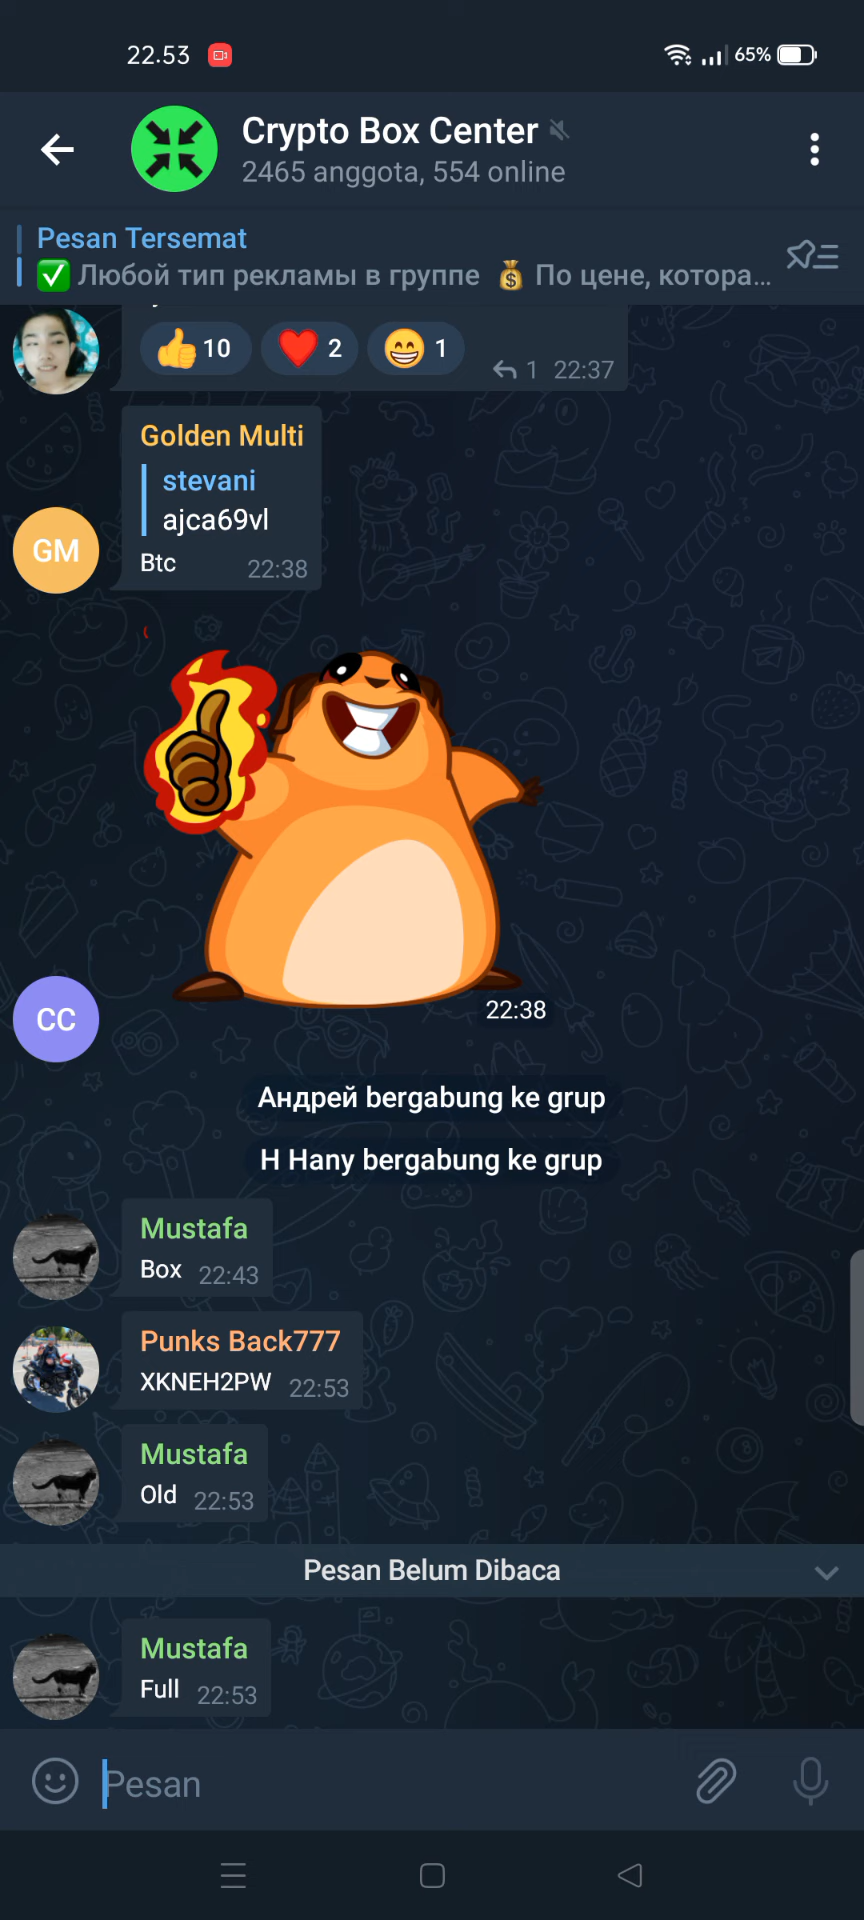 22.53
65%
Crypto Box Center
2465 anggota, 554 online
Pesan Tersemat
✅ Любой тип рекламы в группе 💰 По цене, котора...
👍 10 ❤️ 2 😁 1
1 22:37
Golden Multi
stevani
ajca69vl
GM
Btc 22:38
22:38
CC
Андрей bergabung ke grup
H Hany bergabung ke grup
Mustafa
Box 22:43
Punks Back777
XKNEH2PW 22:53
Mustafa
Old 22:53
Pesan Belum Dibaca
Mustafa
Full 22:53
Pesan